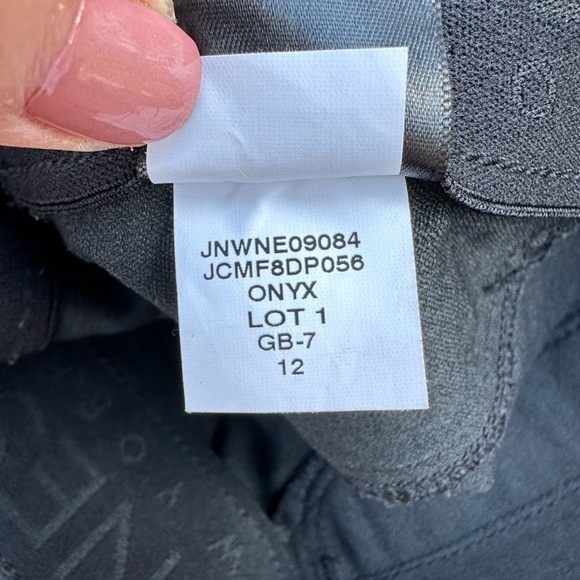 JNWNE09084
JCMF8DP056
ONYX
LOT 1
GB-7
12